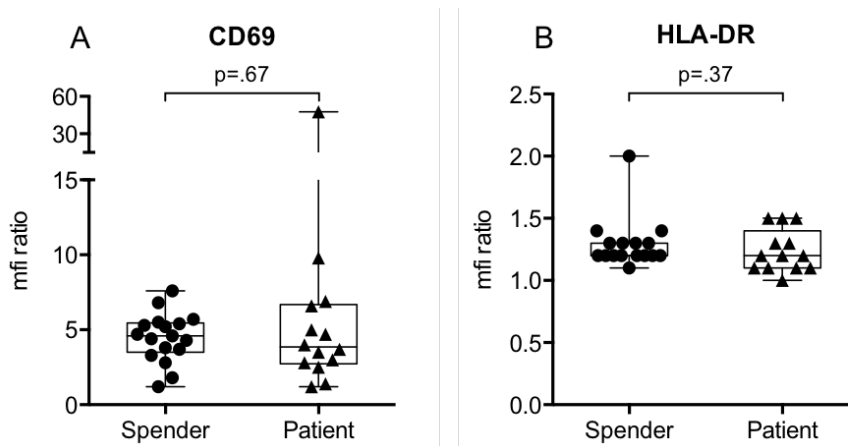 A
CD69
p=.67
60
30
15
10
5
0
mfi ratio
Spender
Patient
B
HLA-DR
p=.37
2.5
2.0
1.5
1.0
0.5
0.0
mfi ratio
Spender
Patient